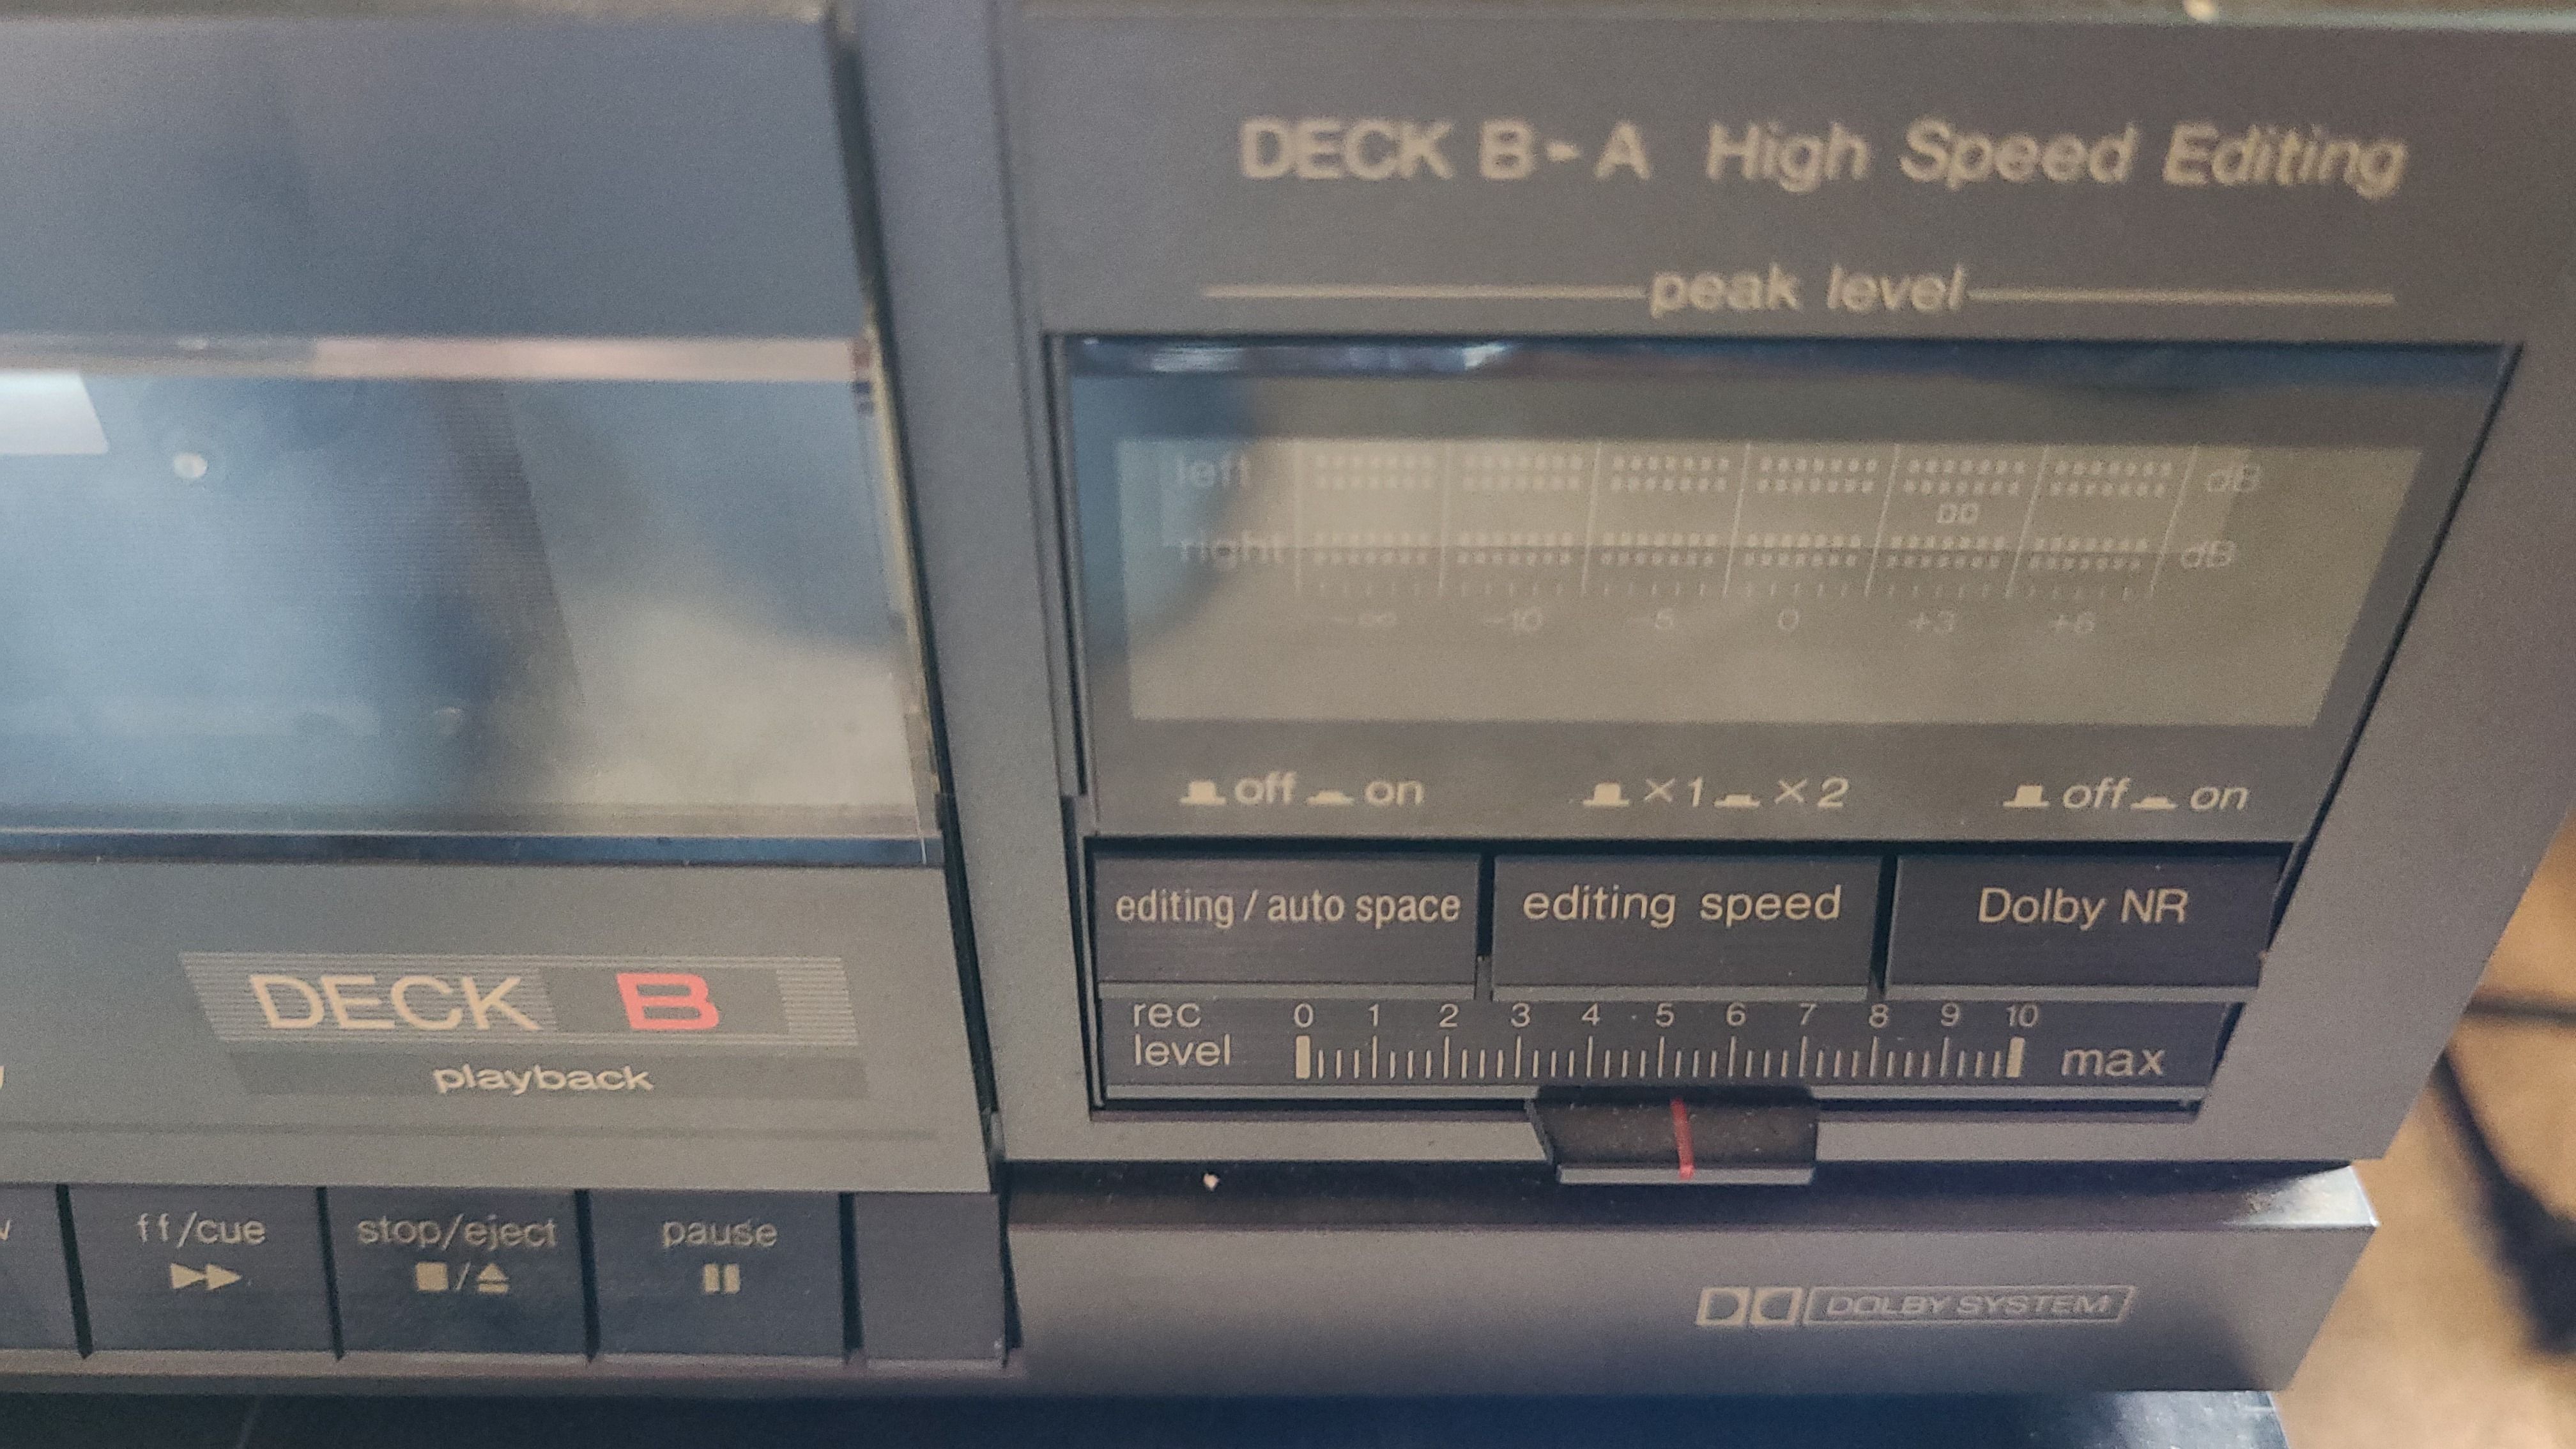 DECK B-A High Speed Editing
peak level
left dB
right dB
-∞ -10 -5 0 +3 +6
off on ×1 ×2 off on
editing / auto space editing speed Dolby NR
rec level 0 1 2 3 4 5 6 7 8 9 10 max
DECK B
playback
ff/cue stop/eject pause
DOLBY SYSTEM